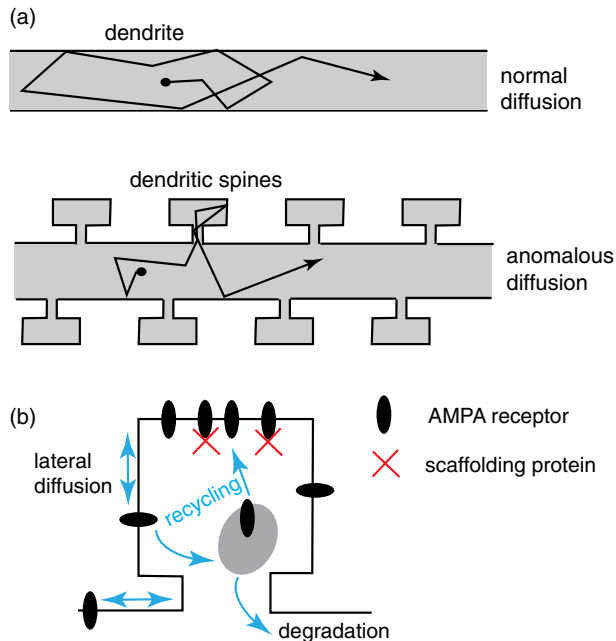 (a)
dendrite
normal
diffusion
dendritic spines
anomalous
diffusion
(b)
AMPA receptor
scaffolding protein
lateral
diffusion
recycling
degradation